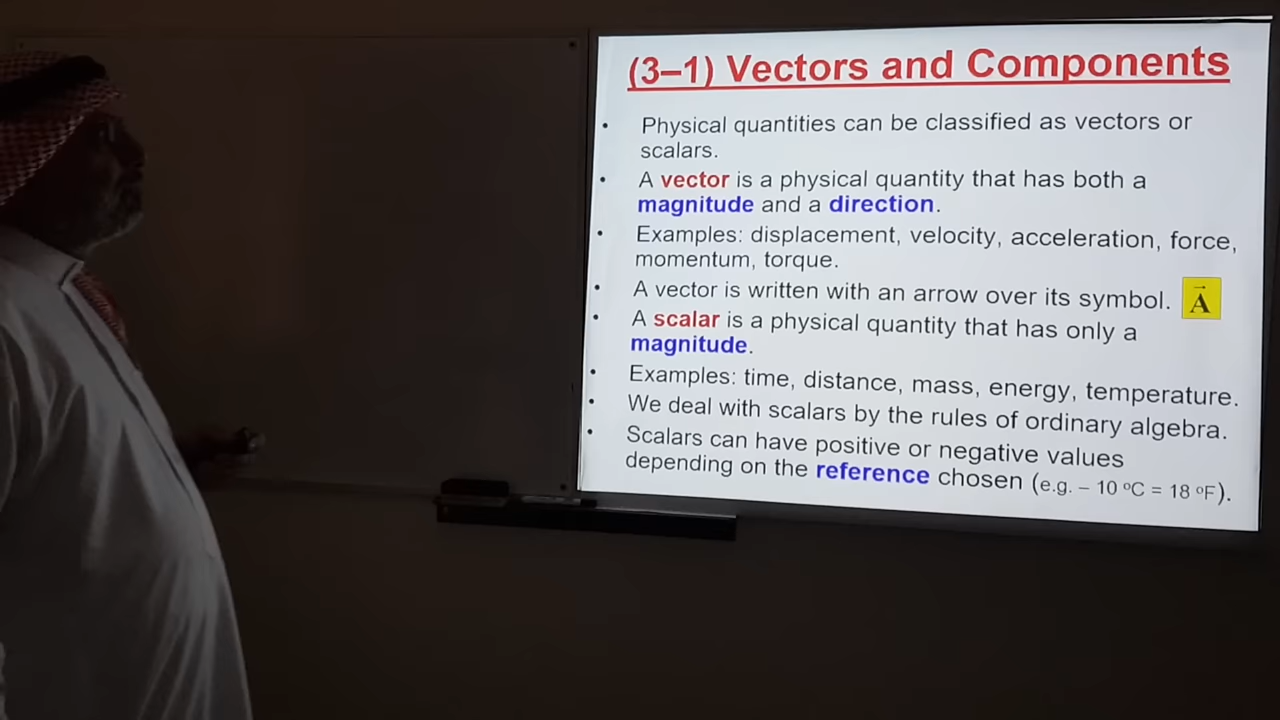 (3–1) Vectors and Components
• Physical quantities can be classified as vectors or
scalars.
• A vector is a physical quantity that has both a
magnitude and a direction.
• Examples: displacement, velocity, acceleration, force,
momentum, torque.
• A vector is written with an arrow over its symbol. A⃗
• A scalar is a physical quantity that has only a
magnitude.
• Examples: time, distance, mass, energy, temperature.
• We deal with scalars by the rules of ordinary algebra.
• Scalars can have positive or negative values
depending on the reference chosen (e.g. – 10 ºC = 18 ºF).